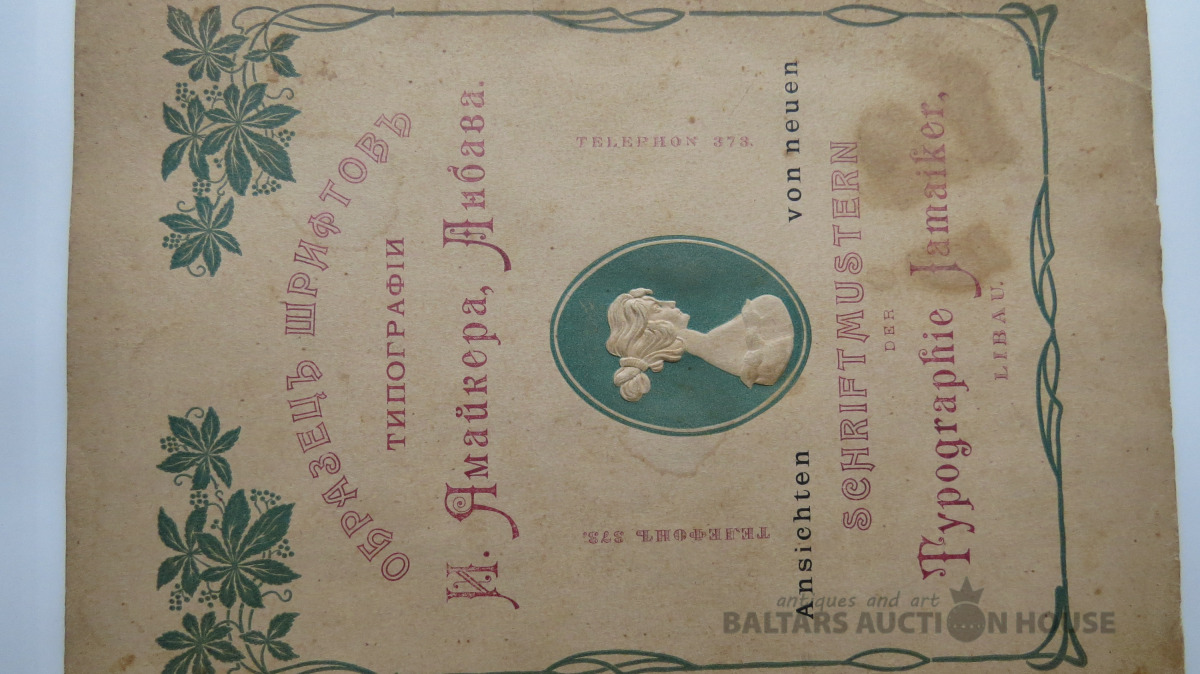 ОБРАЗЕЦЪ ШРИФТОВЪ
ТИПОГРАФІИ
И. Ямайкера, Либава.
ТЕЛЕФОНЪ 373.
TELEPHON 373.
Ansichten von neuen
SCHRIFTMUSTERN
DER
Typographie Jamaiker,
LIBAU.
antiques and art
BALTARS AUCTION HOUSE